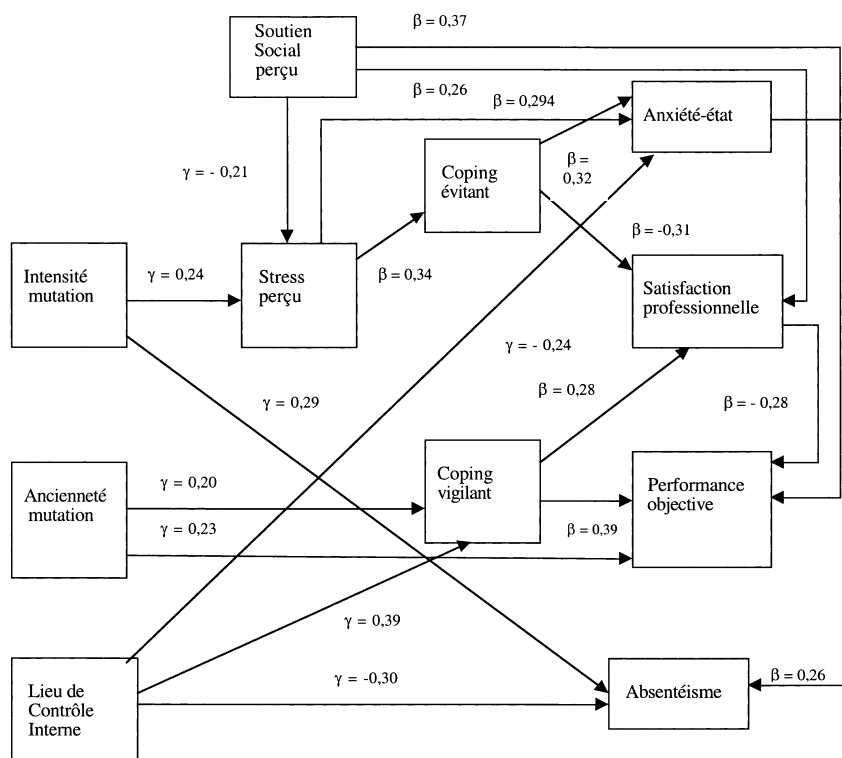 β = 0,37
Soutien
Social
perçu
β = 0,26
β = 0,294
Anxiété-état
γ = - 0,21
Coping
évitant
β =
0,32
β = -0,31
Intensité
mutation
γ = 0,24
Stress
perçu
β = 0,34
Satisfaction
professionnelle
γ = - 0,24
β = 0,28
γ = 0,29
β = - 0,28
Ancienneté
mutation
γ = 0,20
γ = 0,23
Coping
vigilant
β = 0,39
Performance
objective
γ = 0,39
γ = -0,30
Lieu de
Contrôle
Interne
Absentéisme
β = 0,26